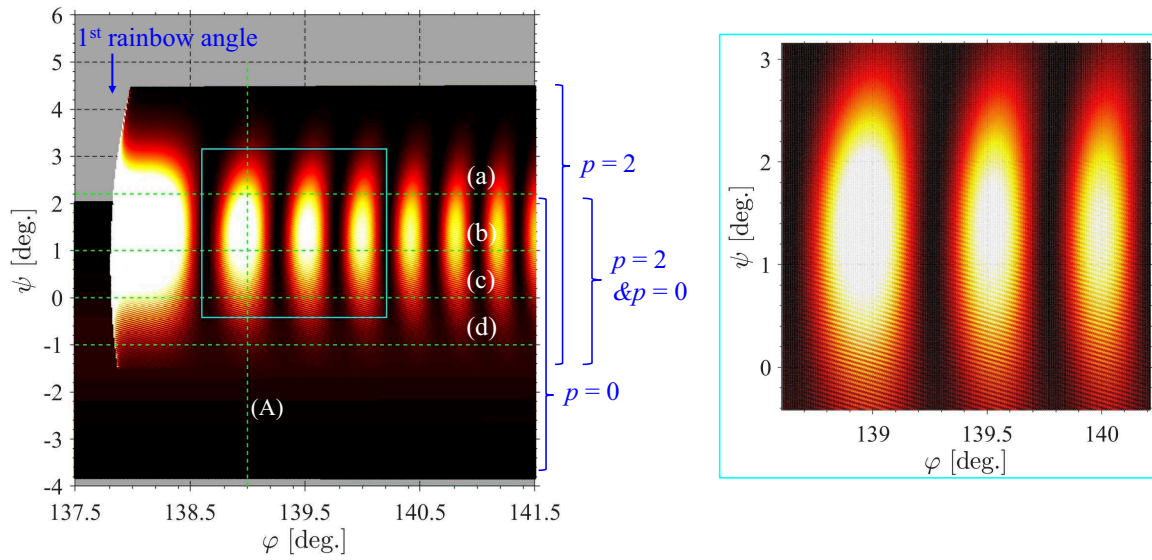 1st rainbow angle
6
5
4
3
2
1
0
-1
-2
-3
-4
ψ [deg.]
137.5
138.5
139.5
140.5
141.5
φ [deg.]
(a)
(b)
(c)
(d)
(A)
p = 2
p = 2
&p = 0
p = 0
3
2
1
0
ψ [deg.]
139
139.5
140
φ [deg.]